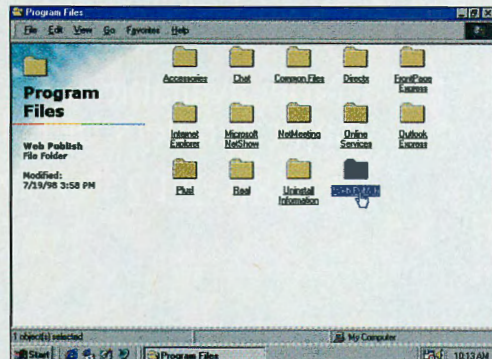 Program Files
File Edit View Go Favorites Help
Program
Files
Web Publish
File Folder
Modified:
7/19/98 3:58 PM
Accessories Chat Common Files Directx FrontPage Express
Internet Explorer Microsoft NetShow NetMeeting Online Services Outlook Express
Plus! Real Uninstall Information
1 object(s) selected My Computer
Start Program Files 10:13 AM